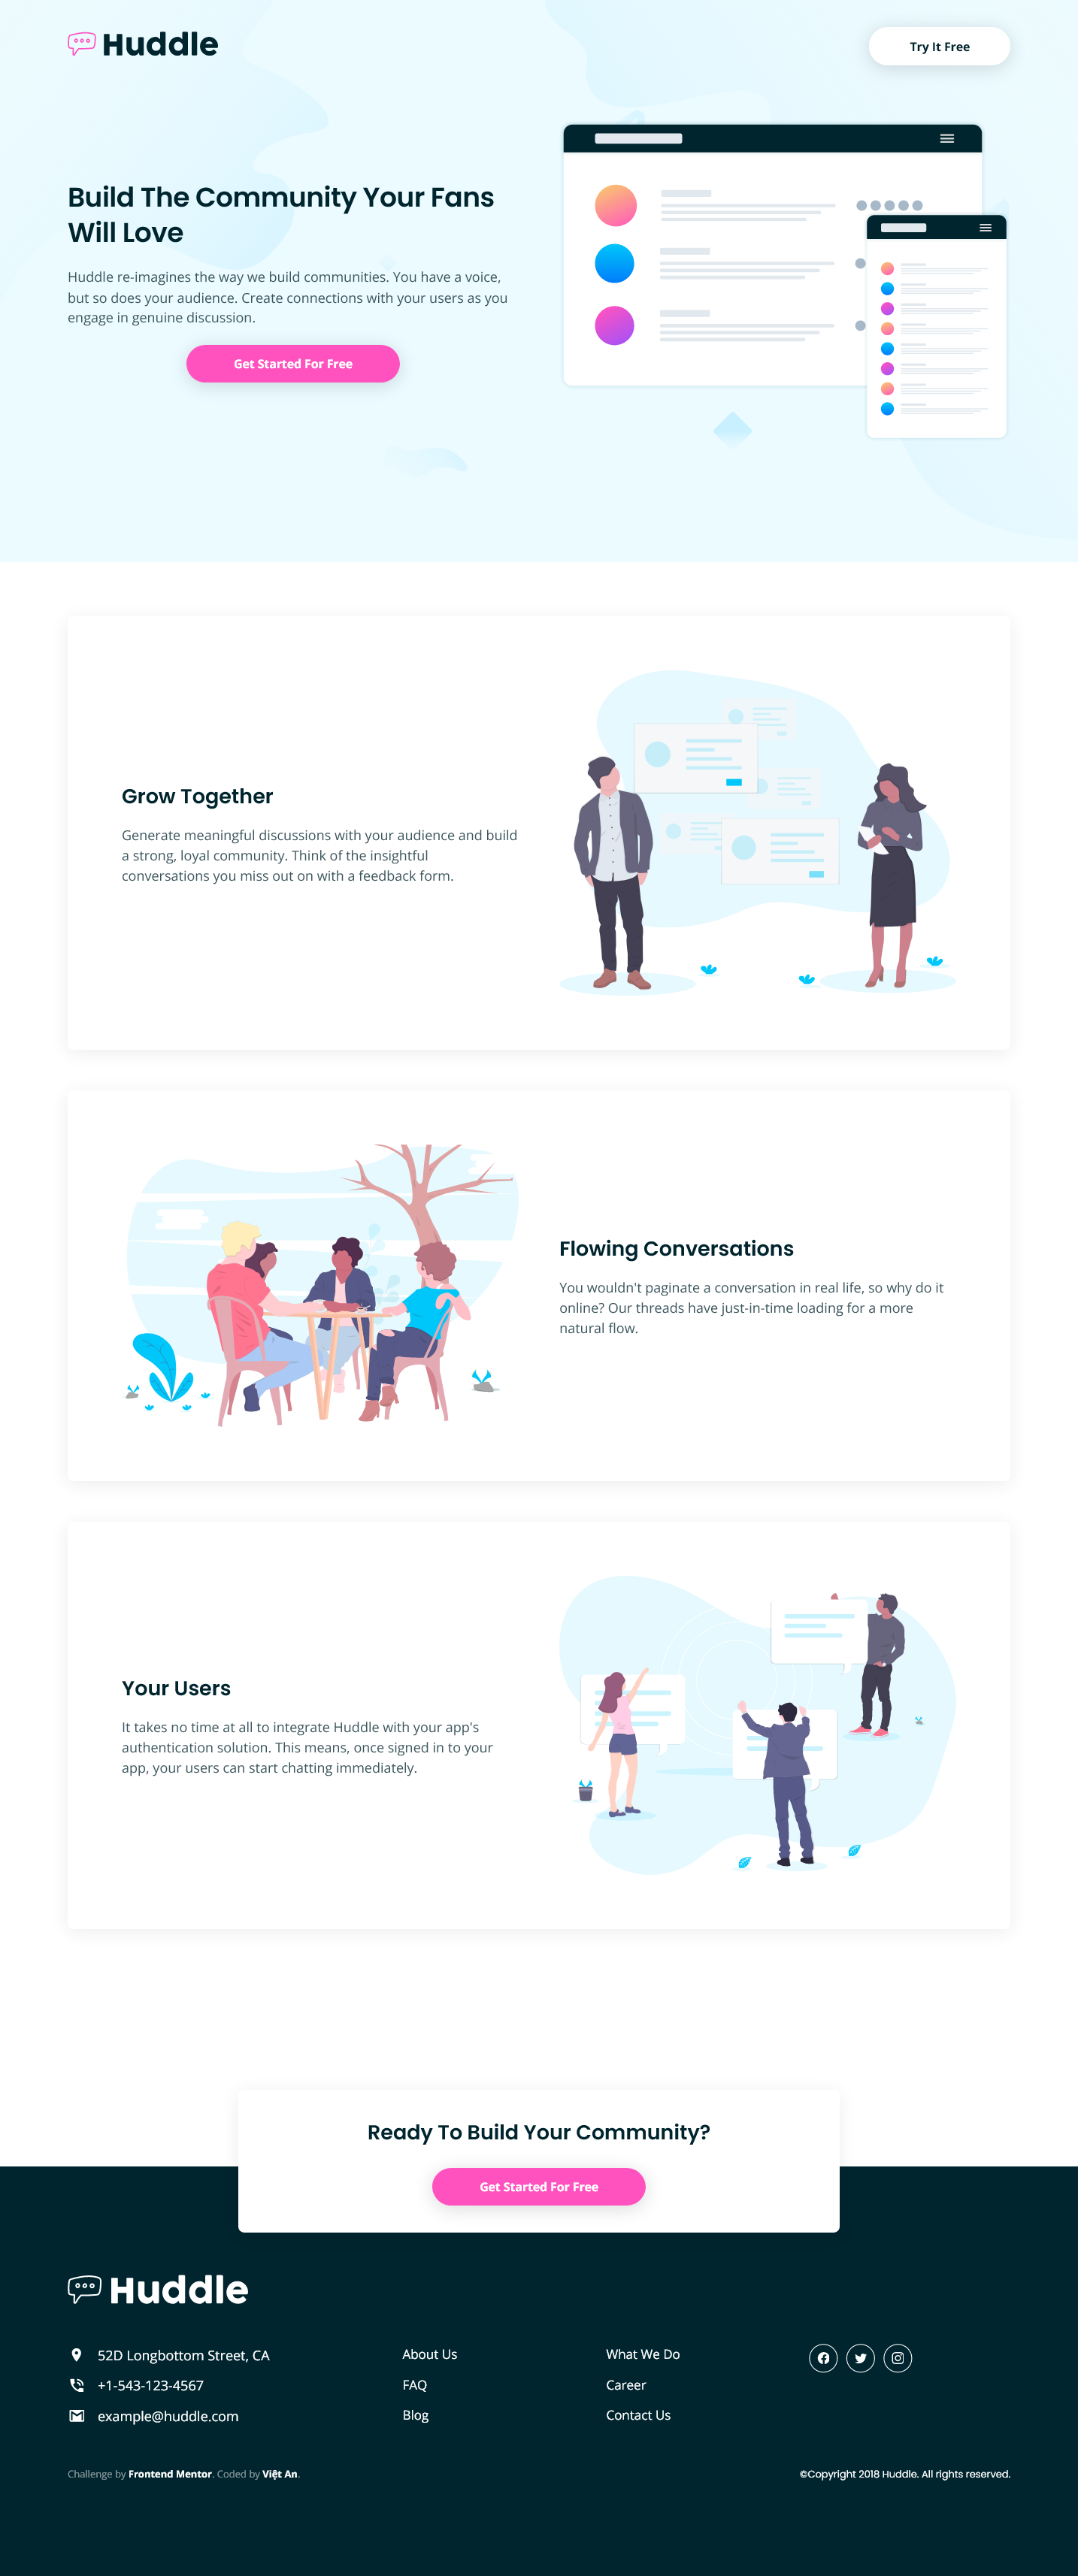 Huddle
Try It Free
Build The Community Your Fans
Will Love
Huddle re-imagines the way we build communities. You have a voice,
but so does your audience. Create connections with your users as you
engage in genuine discussion.
Get Started For Free
Grow Together
Generate meaningful discussions with your audience and build
a strong, loyal community. Think of the insightful
conversations you miss out on with a feedback form.
Flowing Conversations
You wouldn't paginate a conversation in real life, so why do it
online? Our threads have just-in-time loading for a more
natural flow.
Your Users
It takes no time at all to integrate Huddle with your app's
authentication solution. This means, once signed in to your
app, your users can start chatting immediately.
Ready To Build Your Community?
Get Started For Free
Huddle
52D Longbottom Street, CA
+1-543-123-4567
example@huddle.com
About Us
FAQ
Blog
What We Do
Career
Contact Us
Challenge by Frontend Mentor. Coded by Việt An.
©Copyright 2018 Huddle. All rights reserved.